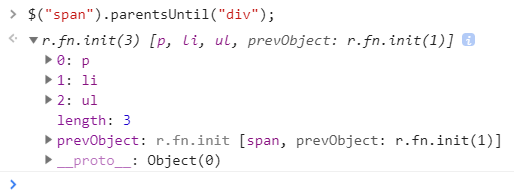 > $("span").parentsUntil("div");
r.fn.init(3) [p, li, ul, prevObject: r.fn.init(1)] i
0: p
1: li
2: ul
length: 3
prevObject: r.fn.init [span, prevObject: r.fn.init(1)]
__proto__: Object(0)
>